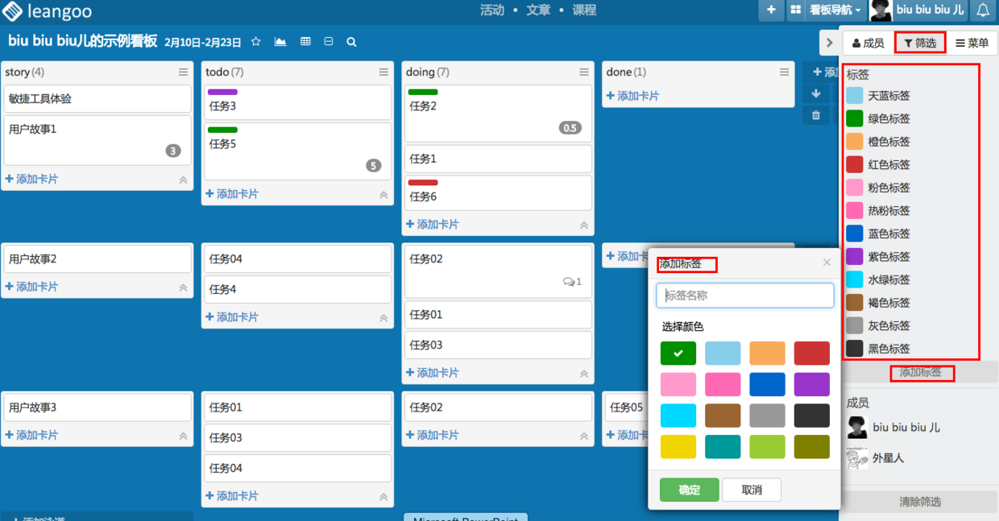 leangoo
活动 • 文章 • 课程
看板导航
biu biu biu 儿
biu biu biu儿的示例看板 2月10日-2月23日
成员
筛选
菜单
story(4)
敏捷工具体验
用户故事1
3
添加卡片
todo(7)
任务3
任务5
5
添加卡片
doing(7)
任务2
0.5
任务1
任务6
添加卡片
done(1)
添加卡片
用户故事2
添加卡片
任务04
任务4
添加卡片
任务02
1
任务01
任务03
添加卡片
用户故事3
添加卡片
任务01
任务03
任务04
添加卡片
任务02
添加卡片
任务05
添加标签
标签名称
选择颜色
确定
取消
标签
天蓝标签
绿色标签
橙色标签
红色标签
粉色标签
热粉标签
蓝色标签
紫色标签
水绿标签
褐色标签
灰色标签
黑色标签
添加标签
成员
biu biu biu 儿
外星人
清除筛选
Microsoft PowerPoint